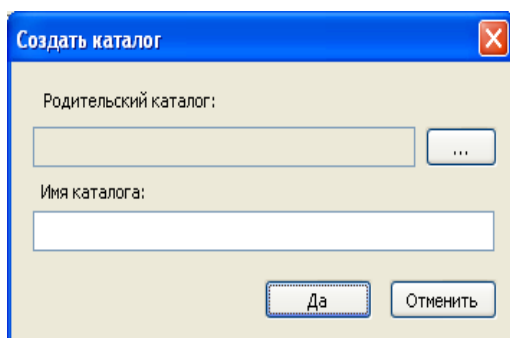 Создать каталог
Родительский каталог:
...
Имя каталога:
Да Отменить